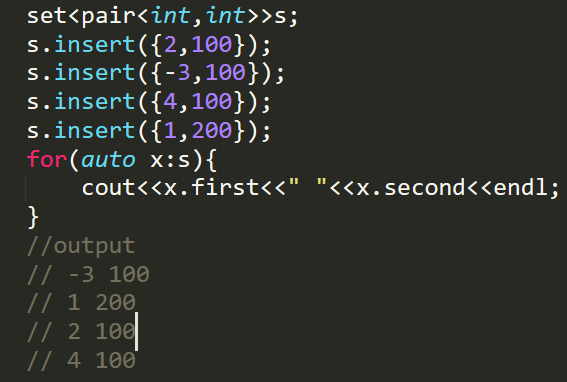 set<pair<int,int>>s;
s.insert({2,100});
s.insert({-3,100});
s.insert({4,100});
s.insert({1,200});
for(auto x:s){
    cout<<x.first<<" "<<x.second<<endl;
}
//output
// -3 100
// 1 200
// 2 100
// 4 100